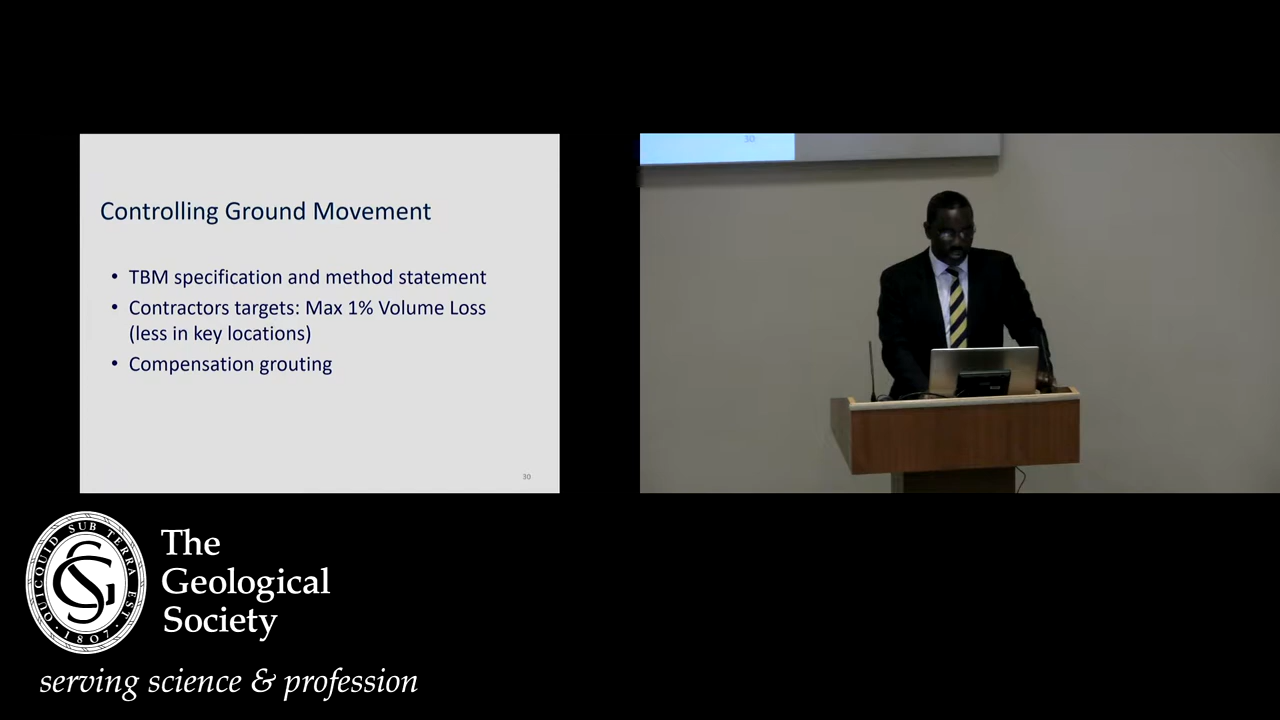 30
Controlling Ground Movement
• TBM specification and method statement
• Contractors targets: Max 1% Volume Loss
(less in key locations)
• Compensation grouting
30
QUICQUID SUB TERRA EST
· 1807 ·
The
Geological
Society
serving science & profession